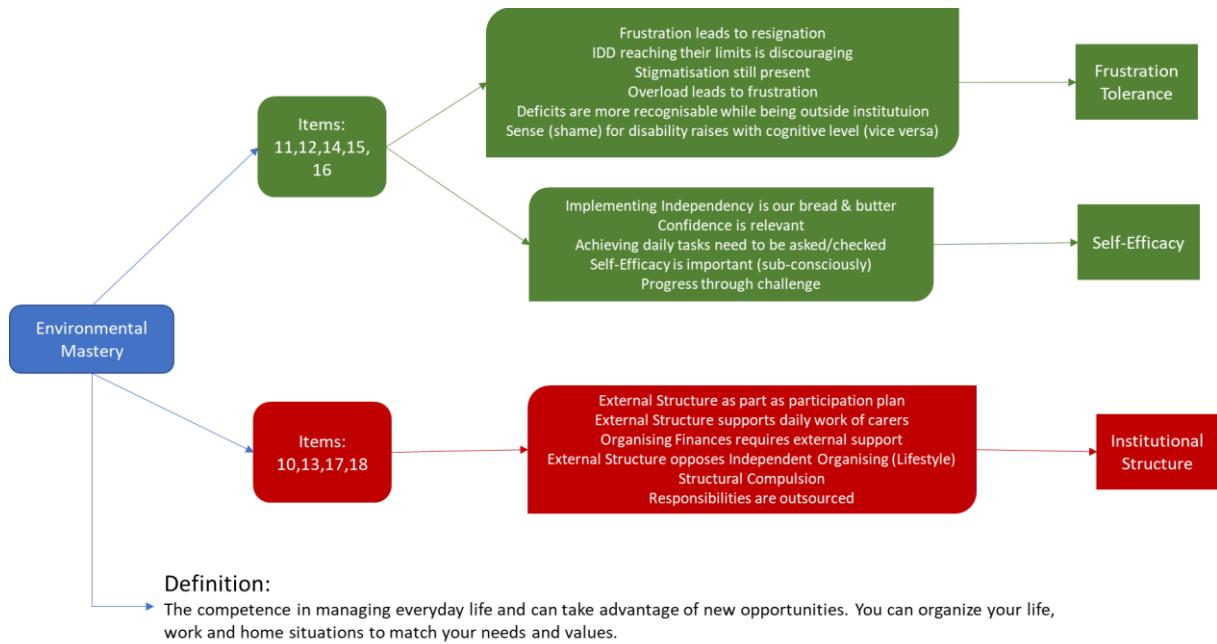 Environmental
Mastery
Items:
11,12,14,15,
16
Frustration leads to resignation
IDD reaching their limits is discouraging
Stigmatisation still present
Overload leads to frustration
Deficits are more recognisable while being outside institutuion
Sense (shame) for disability raises with cognitive level (vice versa)
Frustration
Tolerance
Implementing Independency is our bread & butter
Confidence is relevant
Achieving daily tasks need to be asked/checked
Self-Efficacy is important (sub-consciously)
Progress through challenge
Self-Efficacy
Items:
10,13,17,18
External Structure as part as participation plan
External Structure supports daily work of carers
Organising Finances requires external support
External Structure opposes Independent Organising (Lifestyle)
Structural Compulsion
Responsibilities are outsourced
Institutional
Structure
Definition:
The competence in managing everyday life and can take advantage of new opportunities. You can organize your life,
work and home situations to match your needs and values.